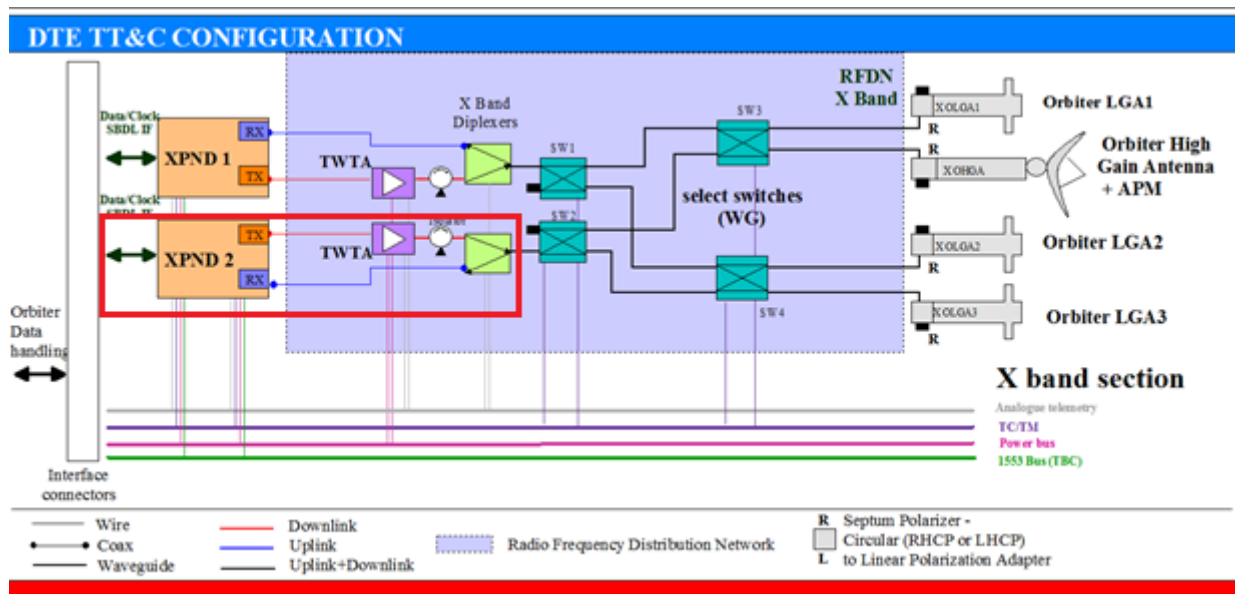 DTE TT&C CONFIGURATION
RFDN
X Band
X Band
Diplexers
Data/Clock
SBDL IF
XPND 1
RX
TX
TWTA
SW1
SW3
XOLGA1
R
Orbiter LGA1
XOHGA
Orbiter High
Gain Antenna
+ APM
select switches
(WG)
Data/Clock
SBDL IF
XPND 2
TX
RX
TWTA
SW2
XOLGA2
R
Orbiter LGA2
SW4
XOLGA3
R
Orbiter LGA3
Orbiter
Data
handling
X band section
Analogue telemetry
TC/TM
Power bus
1553 Bus (TBC)
Interface
connectors
Wire
Coax
Waveguide
Downlink
Uplink
Uplink+Downlink
Radio Frequency Distribution Network
R Septum Polarizer -
Circular (RHCP or LHCP)
L to Linear Polarization Adapter